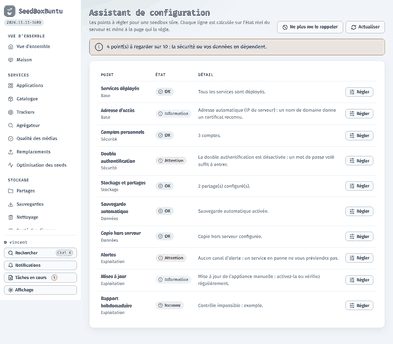 SeedBoxBuntu
VUE D'ENSEMBLE
Vue d'ensemble
Maison
SERVICES
Applications
Catalogue
Trackers
Agrégateur
Qualité des médias
Remplacements
Optimisation des seeds
STOCKAGE
Partages
Sauvegardes
Nettoyage
vincent
Rechercher
Notifications
Tâches en cours
Affichage
Assistant de configuration
Les points à régler pour une seedbox sûre. Chaque ligne est calculée sur l'état réel du
serveur et mène à la page qui la règle.
Ne plus me le rappeler
Actualiser
4 point(s) à regarder sur 10 : la sécurité ou vos données en dépendent.
POINT ÉTAT DÉTAIL
Services déployés
Base
OK
Tous les services sont déployés.
Régler
Adresse d'accès
Base
Information
Adresse automatique (IP du serveur) : un nom de domaine donne
un certificat reconnu.
Régler
Comptes personnels
Sécurité
OK
3 comptes.
Régler
Double
authentification
Sécurité
Attention
La double authentification est désactivée : un mot de passe volé
suffit à entrer.
Régler
Stockage et partages
Stockage
OK
2 partage(s) configuré(s).
Régler
Sauvegarde
automatique
Données
OK
Sauvegarde automatique activée.
Régler
Copie hors serveur
Données
OK
Copie hors serveur configurée.
Régler
Alertes
Exploitation
Attention
Aucun canal d'alerte : un service en panne ne vous préviendra pas.
Régler
Mises à jour
Exploitation
Information
Mise à jour de l'appliance manuelle : activez-la ou vérifiez
régulièrement.
Régler
Rapport
hebdomadaire
Exploitation
Contrôle impossible : exemple.
Régler